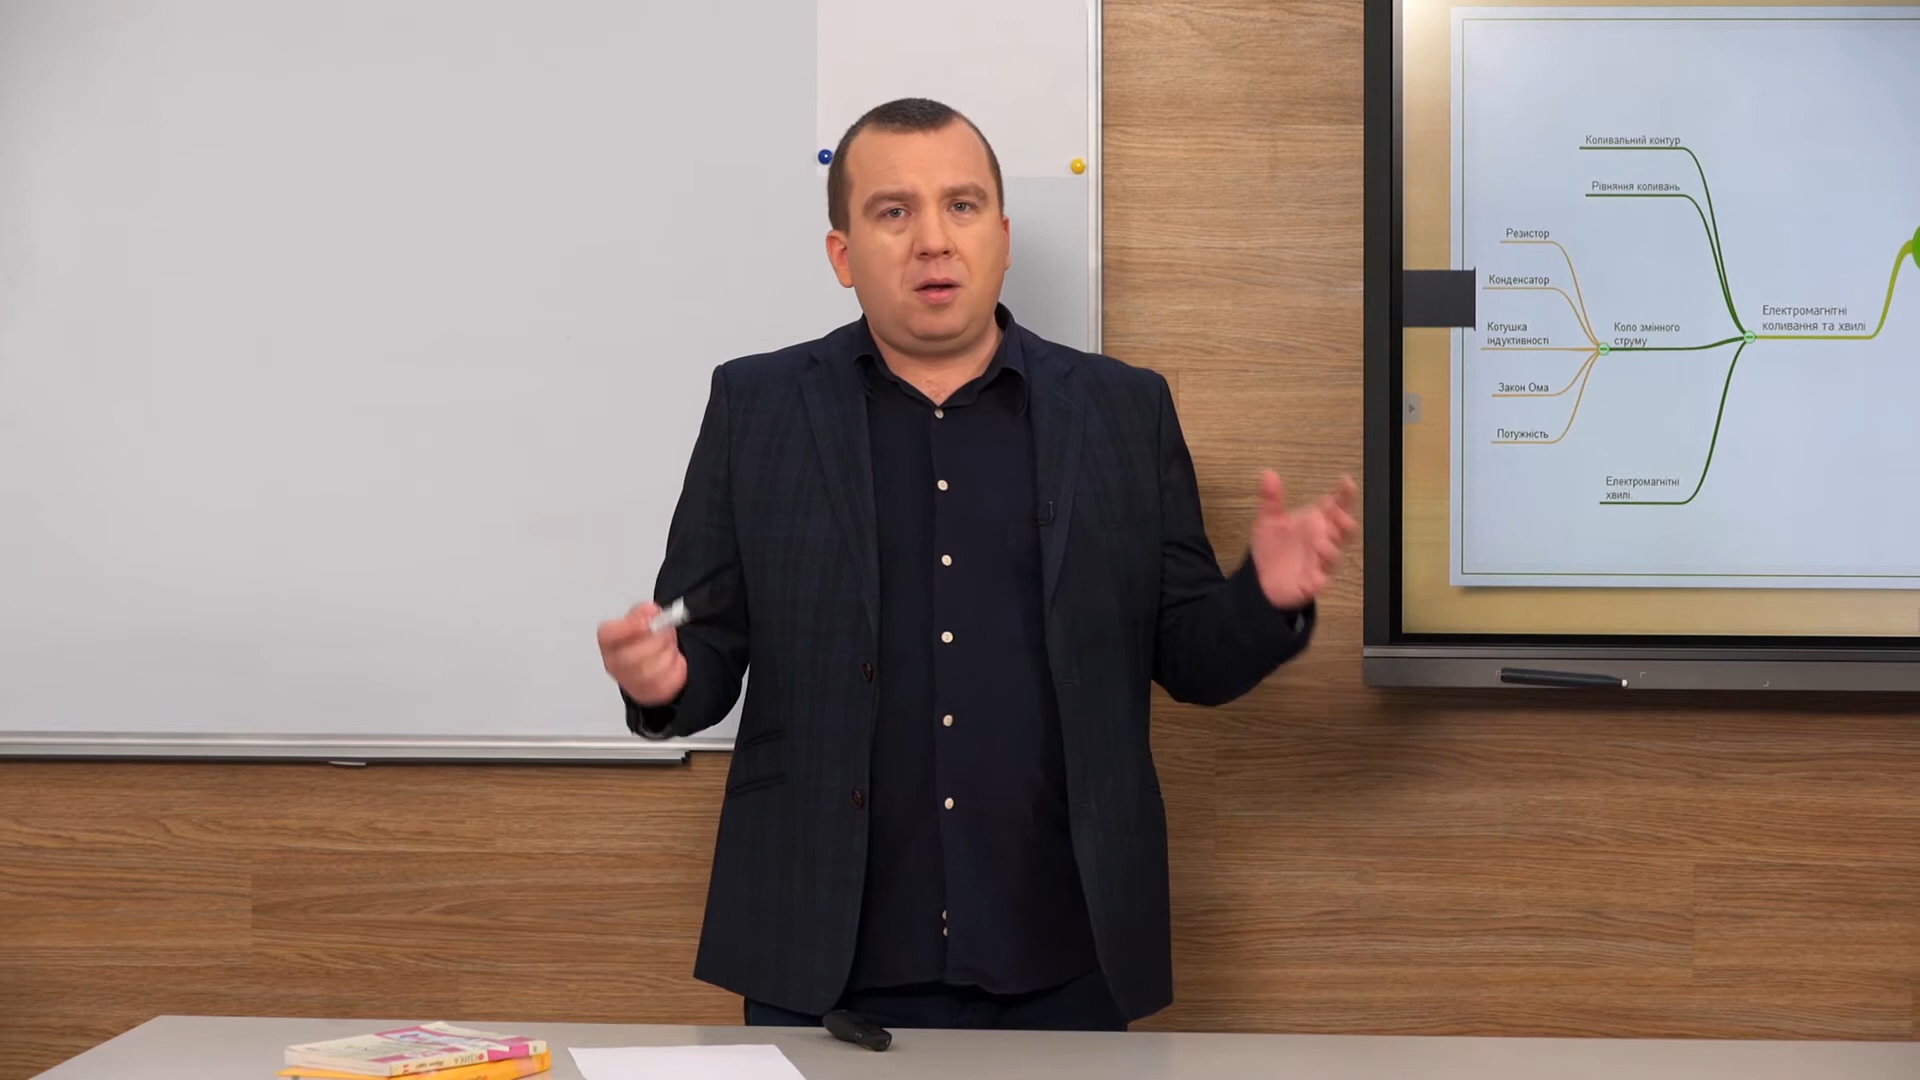 Коливальний контур
Рівняння коливань
Резистор
Конденсатор
Котушка
індуктивності
Закон Ома
Потужність
Коло змінного
струму
Електромагнітні
коливання та хвилі
Електромагнітні
хвилі.
ФІЗИКА